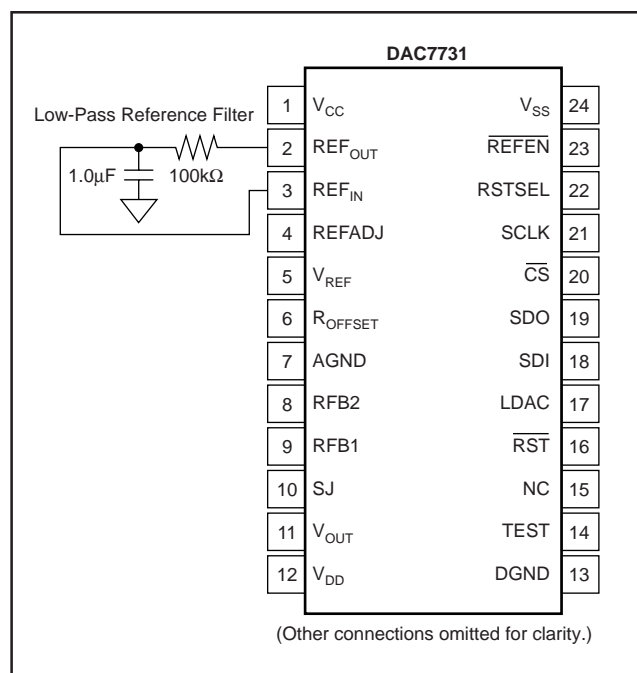 DAC7731
Low-Pass Reference Filter
1.0µF 100kΩ
1 V_CC V_SS 24
2 REF_OUT R̅E̅F̅E̅N̅ 23
3 REF_IN RSTSEL 22
4 REFADJ SCLK 21
5 V_REF C̅S̅ 20
6 R_OFFSET SDO 19
7 AGND SDI 18
8 RFB2 LDAC 17
9 RFB1 R̅S̅T̅ 16
10 SJ NC 15
11 V_OUT TEST 14
12 V_DD DGND 13
(Other connections omitted for clarity.)